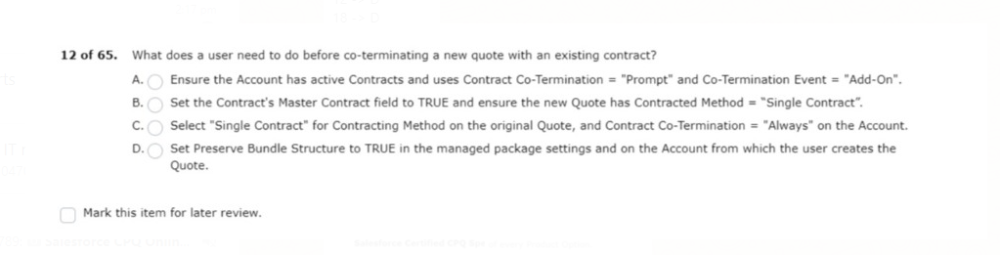 12 of 65. What does a user need to do before co-terminating a new quote with an existing contract?
A. Ensure the Account has active Contracts and uses Contract Co-Termination = "Prompt" and Co-Termination Event = "Add-On".
B. Set the Contract's Master Contract field to TRUE and ensure the new Quote has Contracted Method = "Single Contract".
C. Select "Single Contract" for Contracting Method on the original Quote, and Contract Co-Termination = "Always" on the Account.
D. Set Preserve Bundle Structure to TRUE in the managed package settings and on the Account from which the user creates the
Quote.
Mark this item for later review.